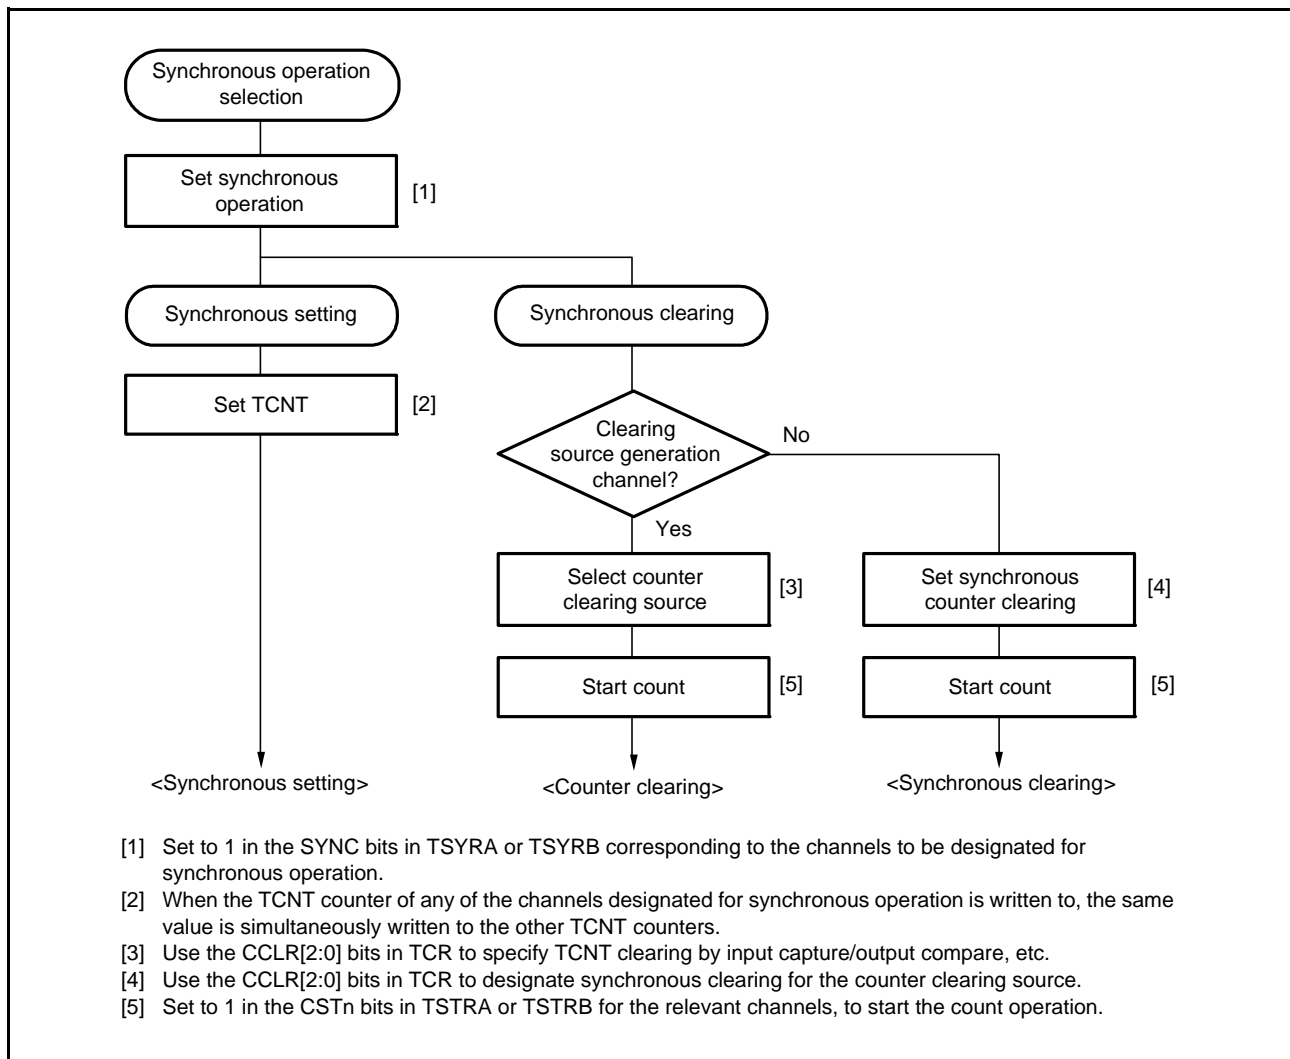 Synchronous operation
selection
Set synchronous
operation
[1]
Synchronous setting
Synchronous clearing
Set TCNT
[2]
Clearing
source generation
channel?
No
Yes
Select counter
clearing source
[3]
Set synchronous
counter clearing
[4]
Start count
[5]
Start count
[5]
<Synchronous setting>
<Counter clearing>
<Synchronous clearing>
[1] Set to 1 in the SYNC bits in TSYRA or TSYRB corresponding to the channels to be designated for
synchronous operation.
[2] When the TCNT counter of any of the channels designated for synchronous operation is written to, the same
value is simultaneously written to the other TCNT counters.
[3] Use the CCLR[2:0] bits in TCR to specify TCNT clearing by input capture/output compare, etc.
[4] Use the CCLR[2:0] bits in TCR to designate synchronous clearing for the counter clearing source.
[5] Set to 1 in the CSTn bits in TSTRA or TSTRB for the relevant channels, to start the count operation.